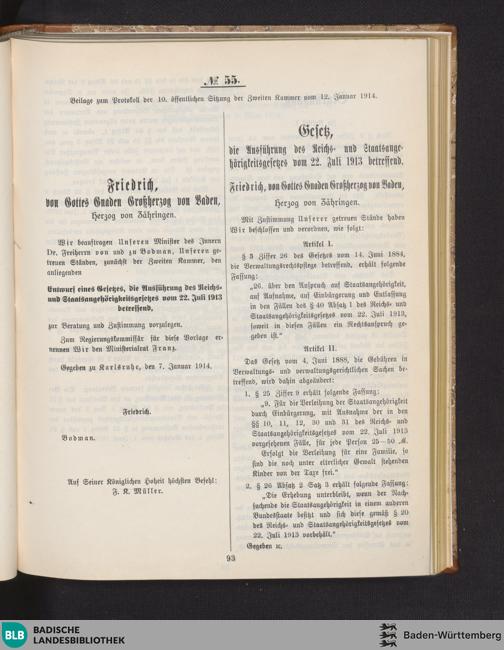 № 55.
Beilage zum Protokoll der 10. öffentlichen Sitzung der Zweiten Kammer vom 12. Januar 1914.
Friedrich,
von Gottes Gnaden Großherzog von Baden,
Herzog von Zähringen.
Wir beauftragen Unseren Minister des Innern
Dr. Freiherrn von und zu Bodman, Unseren ge-
treuen Ständen, zunächst der Zweiten Kammer, den
anliegenden
Entwurf eines Gesetzes, die Ausführung des Reichs-
und Staatsangehörigkeitsgesetzes vom 22. Juli 1913
betreffend,
zur Beratung und Zustimmung vorzulegen.
Zum Regierungskommissär für diese Vorlage er-
nennen Wir den Ministerialrat Franz.
Gegeben zu Karlsruhe, den 7. Januar 1914.
Friedrich.
Bodman.
Auf Seiner Königlichen Hoheit höchsten Befehl:
F. K. Müller.
Gesetz,
die Ausführung des Reichs- und Staatsange-
hörigkeitsgesetzes vom 22. Juli 1913 betreffend.
Friedrich, von Gottes Gnaden Großherzog von Baden,
Herzog von Zähringen.
Mit Zustimmung Unserer getreuen Stände haben
Wir beschlossen und verordnen, wie folgt:
Artikel I.
§ 3 Ziffer 26 des Gesetzes vom 14. Juni 1884,
die Verwaltungsrechtspflege betreffend, erhält folgende
Fassung:
„26. über den Anspruch auf Staatsangehörigkeit,
auf Aufnahme, auf Einbürgerung und Entlassung
in den Fällen des § 40 Absatz 1 des Reichs- und
Staatsangehörigkeitsgesetzes vom 22. Juli 1913,
soweit in diesen Fällen ein Rechtsanspruch ge-
geben ist.“
Artikel II.
Das Gesetz vom 4. Juni 1888, die Gebühren in
Verwaltungs- und verwaltungsgerichtlichen Sachen be-
treffend, wird dahin abgeändert:
1. § 25 Ziffer 9 erhält folgende Fassung:
„9. Für die Verleihung der Staatsangehörigkeit
durch Einbürgerung, mit Ausnahme der in den
§§ 10, 11, 12, 30 und 31 des Reichs- und
Staatsangehörigkeitsgesetzes vom 22. Juli 1913
vorgesehenen Fälle, für jede Person 25—50 ℳ.
Erfolgt die Verleihung für eine Familie, so
sind die noch unter elterlicher Gewalt stehenden
Kinder von der Taxe frei.“
2. § 26 Absatz 2 Satz 3 erhält folgende Fassung:
„Die Erhebung unterbleibt, wenn der Nach-
suchende die Staatsangehörigkeit in einem anderen
Bundesstaate besitzt und sich diese gemäß § 20
des Reichs- und Staatsangehörigkeitsgesetzes vom
22. Juli 1913 vorbehält.“
Gegeben ꝛc.
93
BLB BADISCHE
LANDESBIBLIOTHEK
Baden-Württemberg